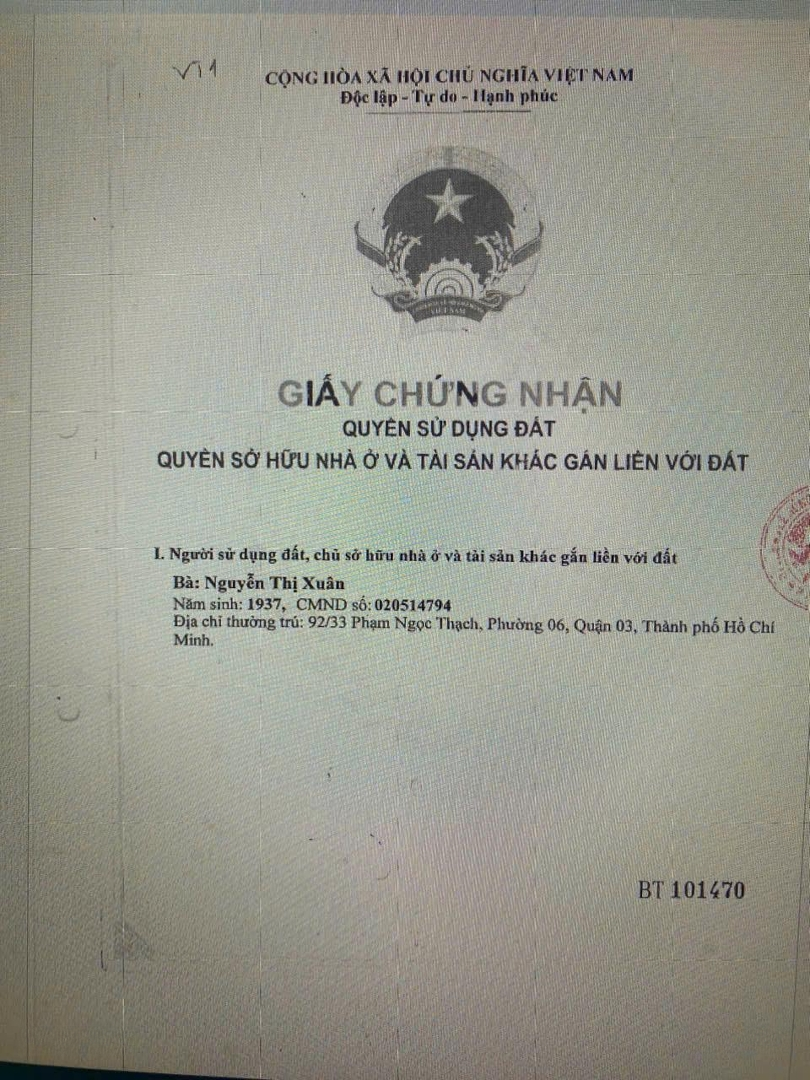 Vi1
CỘNG HÒA XÃ HỘI CHỦ NGHĨA VIỆT NAM
Độc lập - Tự do - Hạnh phúc
VIỆT NAM
GIẤY CHỨNG NHẬN
QUYỀN SỬ DỤNG ĐẤT
QUYỀN SỞ HỮU NHÀ Ở VÀ TÀI SẢN KHÁC GẮN LIỀN VỚI ĐẤT
I. Người sử dụng đất, chủ sở hữu nhà ở và tài sản khác gắn liền với đất
Bà: Nguyễn Thị Xuân
Năm sinh: 1937, CMND số: 020514794
Địa chỉ thường trú: 92/33 Phạm Ngọc Thạch, Phường 06, Quận 03, Thành phố Hồ Chí
Minh.
BT 101470